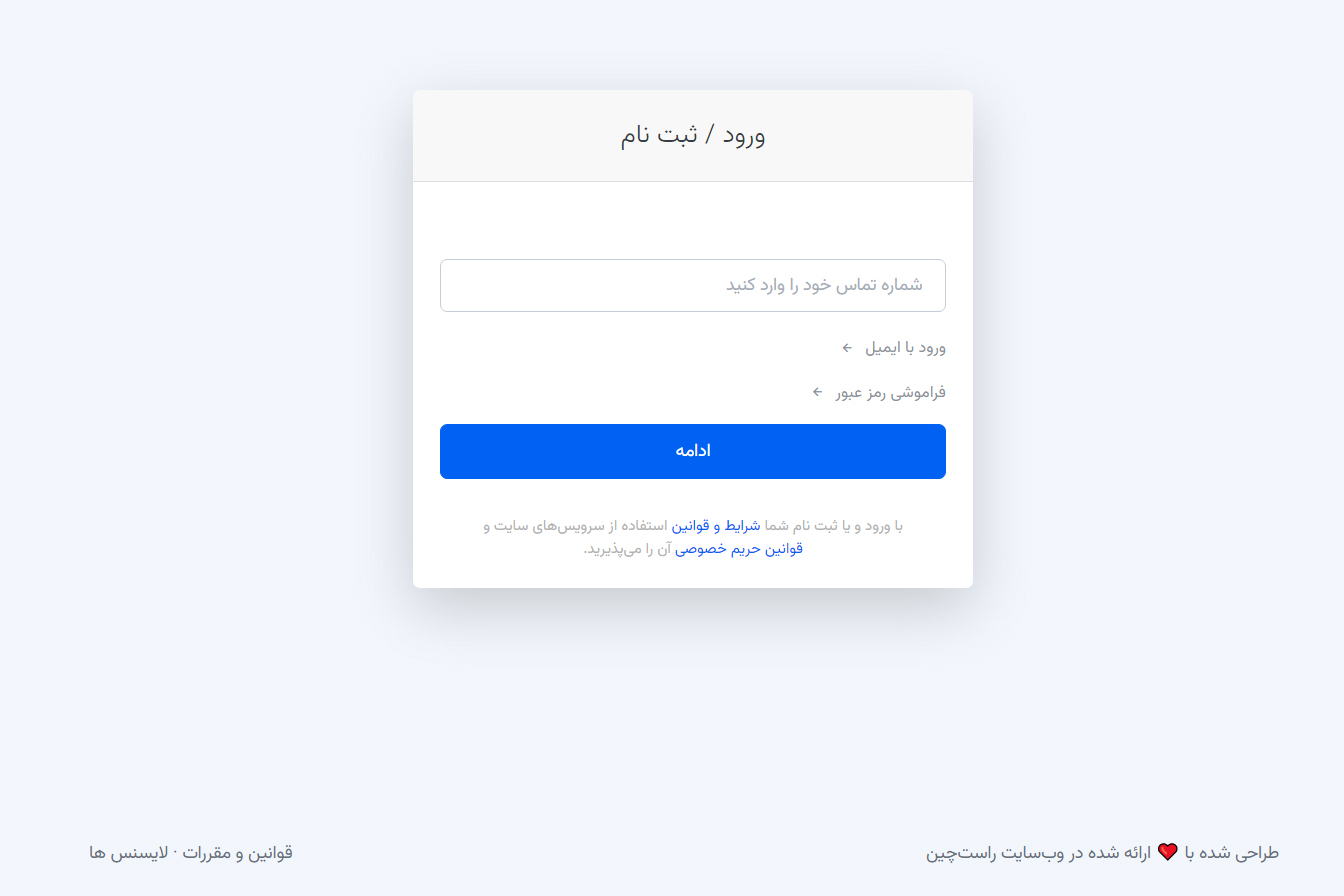 ورود / ثبت نام
شماره تماس خود را وارد کنید
ورود با ایمیل ←
فراموشی رمز عبور ←
ادامه
با ورود و یا ثبت نام شما شرایط و قوانین استفاده از سرویس‌های سایت و
قوانین حریم خصوصی آن را می‌پذیرید.
طراحی شده با ❤️ ارائه شده در وب‌سایت راست‌چین
قوانین و مقررات · لایسنس ها